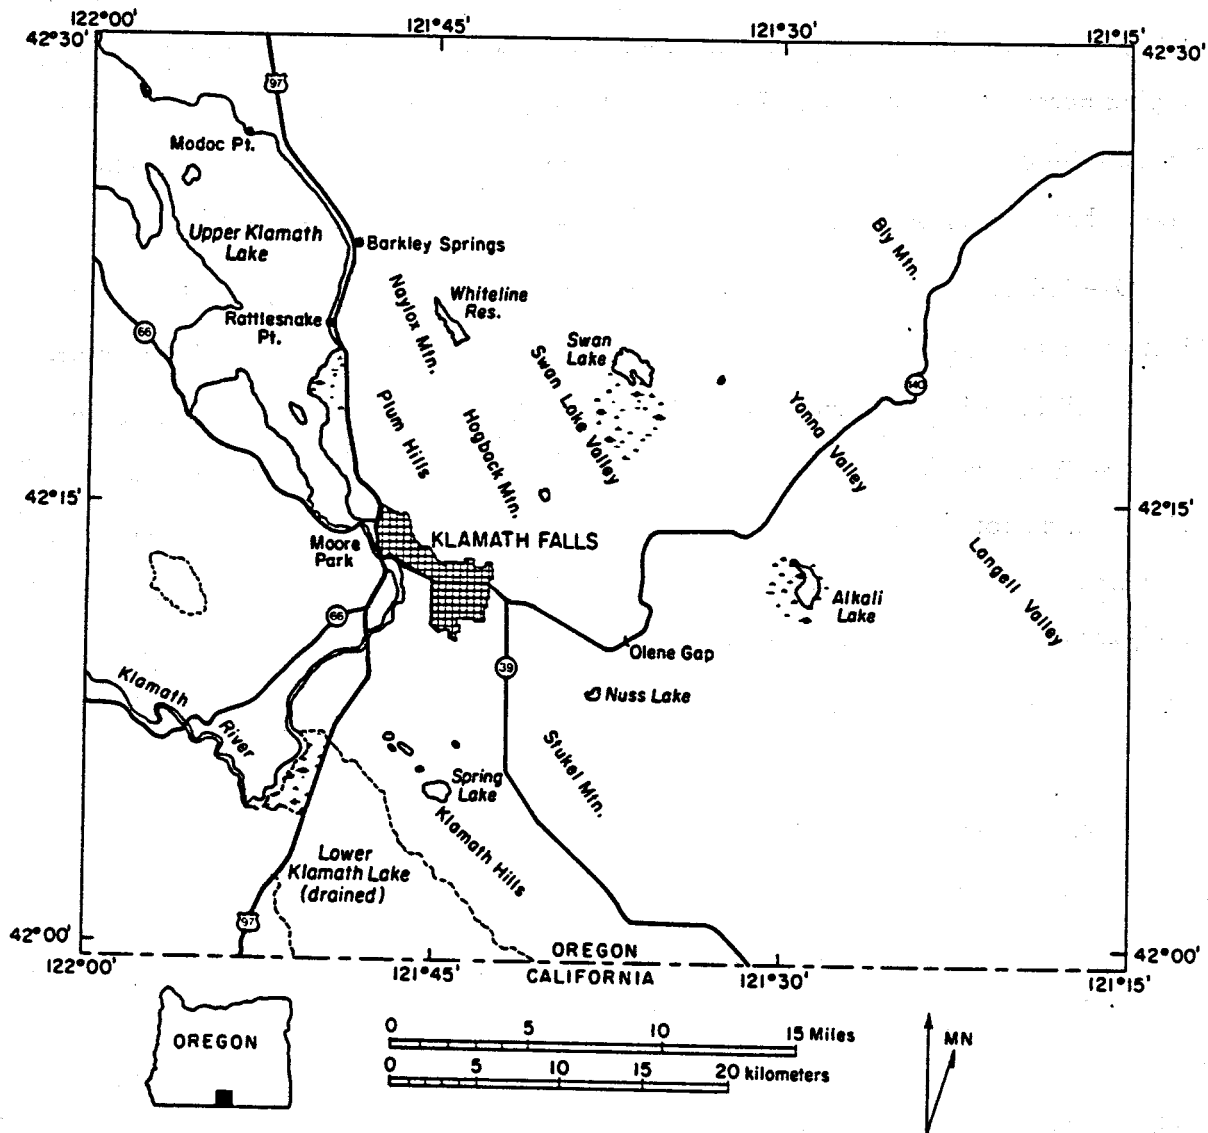 122°00'
121°45'
121°30'
121°15'
42°30'
42°30'
97
Modoc Pt.
Upper Klamath
Lake
Barkley Springs
Bly Mtn.
Naylox Mtn.
Whiteline
Res.
Rattlesnake
Pt.
66
Swan
Lake
Swan Lake Valley
140
Plum Hills
Hogback Mtn.
Yonna Valley
42°15'
42°15'
KLAMATH FALLS
Moore
Park
Langell Valley
Alkali
Lake
66
39
Olene Gap
Nuss Lake
Klamath River
Stukel Mtn.
Spring
Lake
Klamath Hills
Lower
Klamath Lake
(drained)
97
42°00'
42°00'
OREGON
CALIFORNIA
122°00'
121°45'
121°30'
121°15'
OREGON
0 5 10 15 Miles
0 5 10 15 20 kilometers
MN